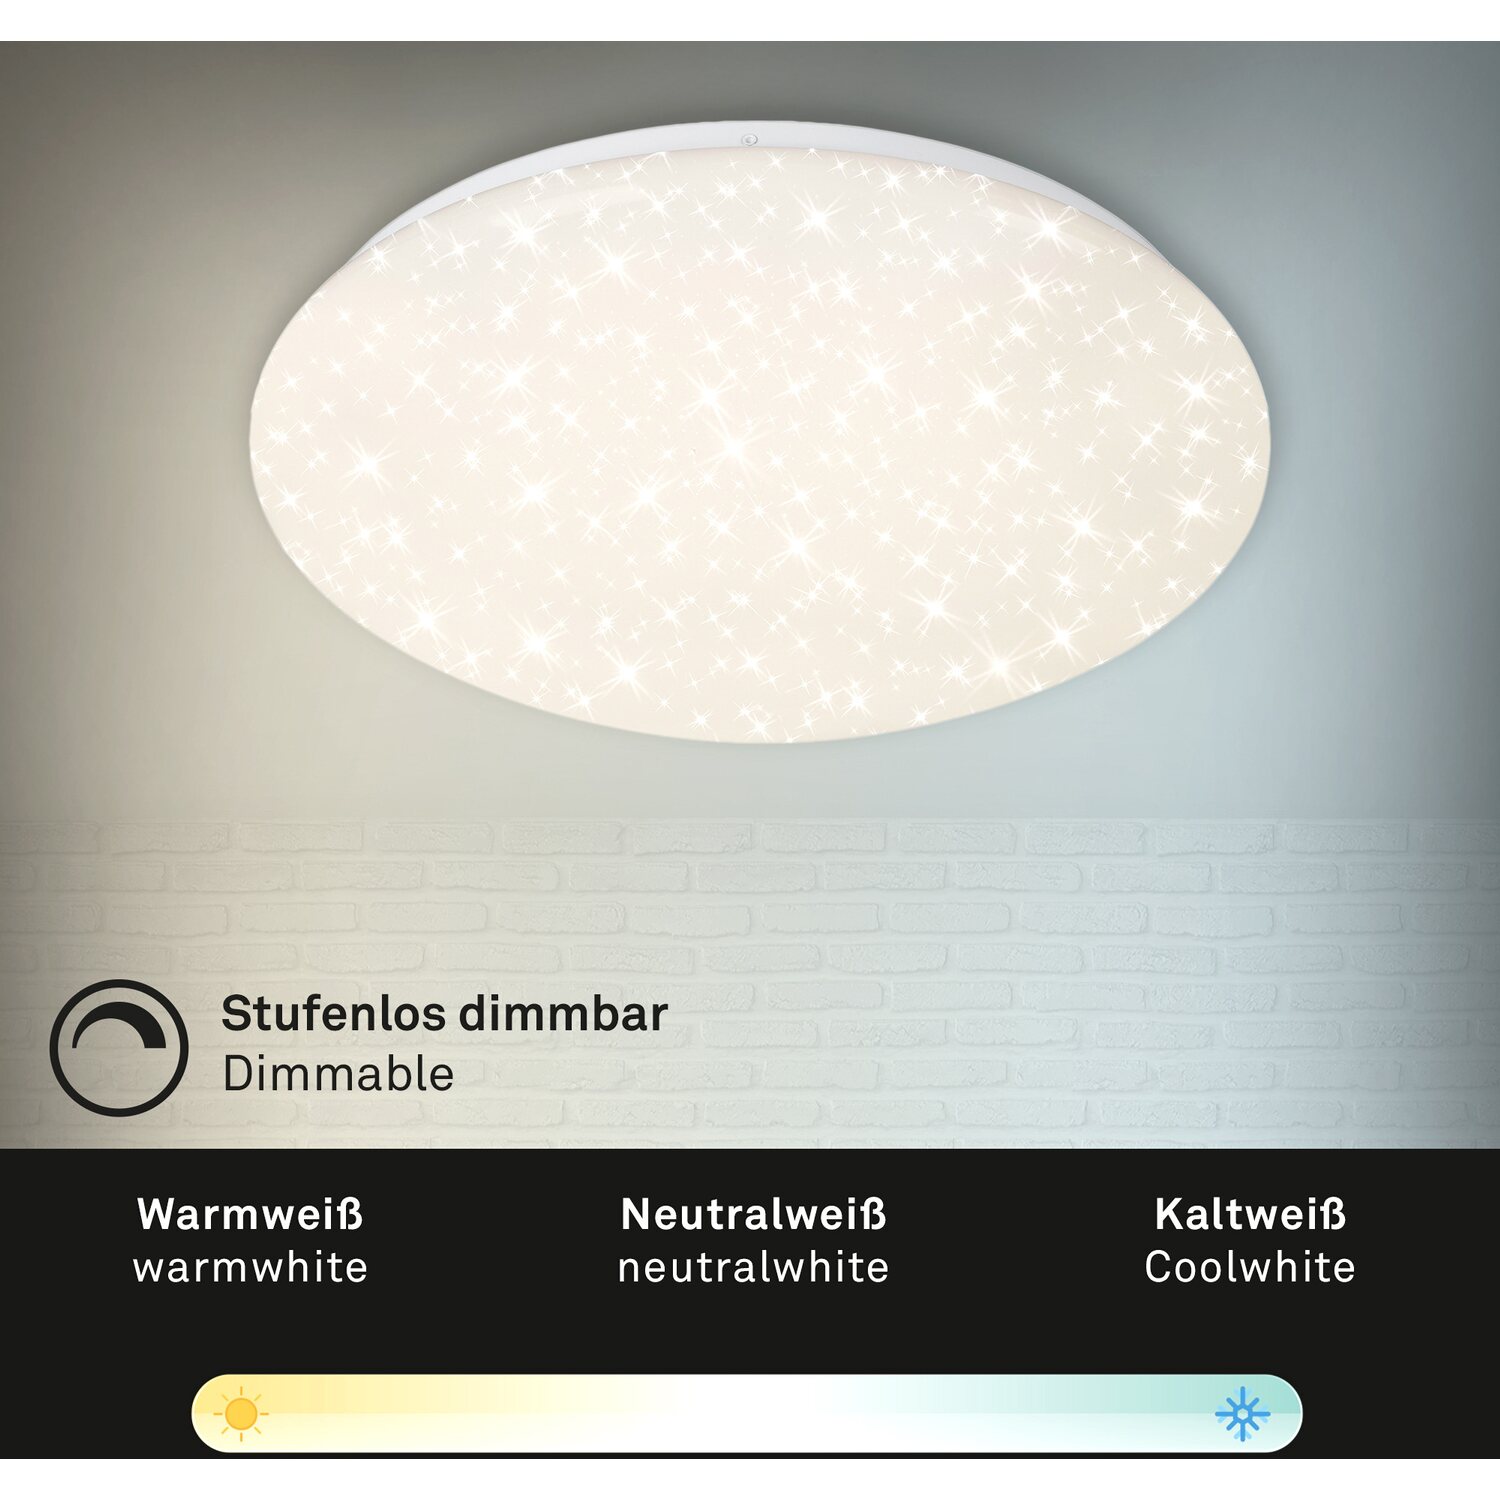 Stufenlos dimmbar
Dimmable
Warmweiß
warmwhite
Neutralweiß
neutralwhite
Kaltweiß
Coolwhite